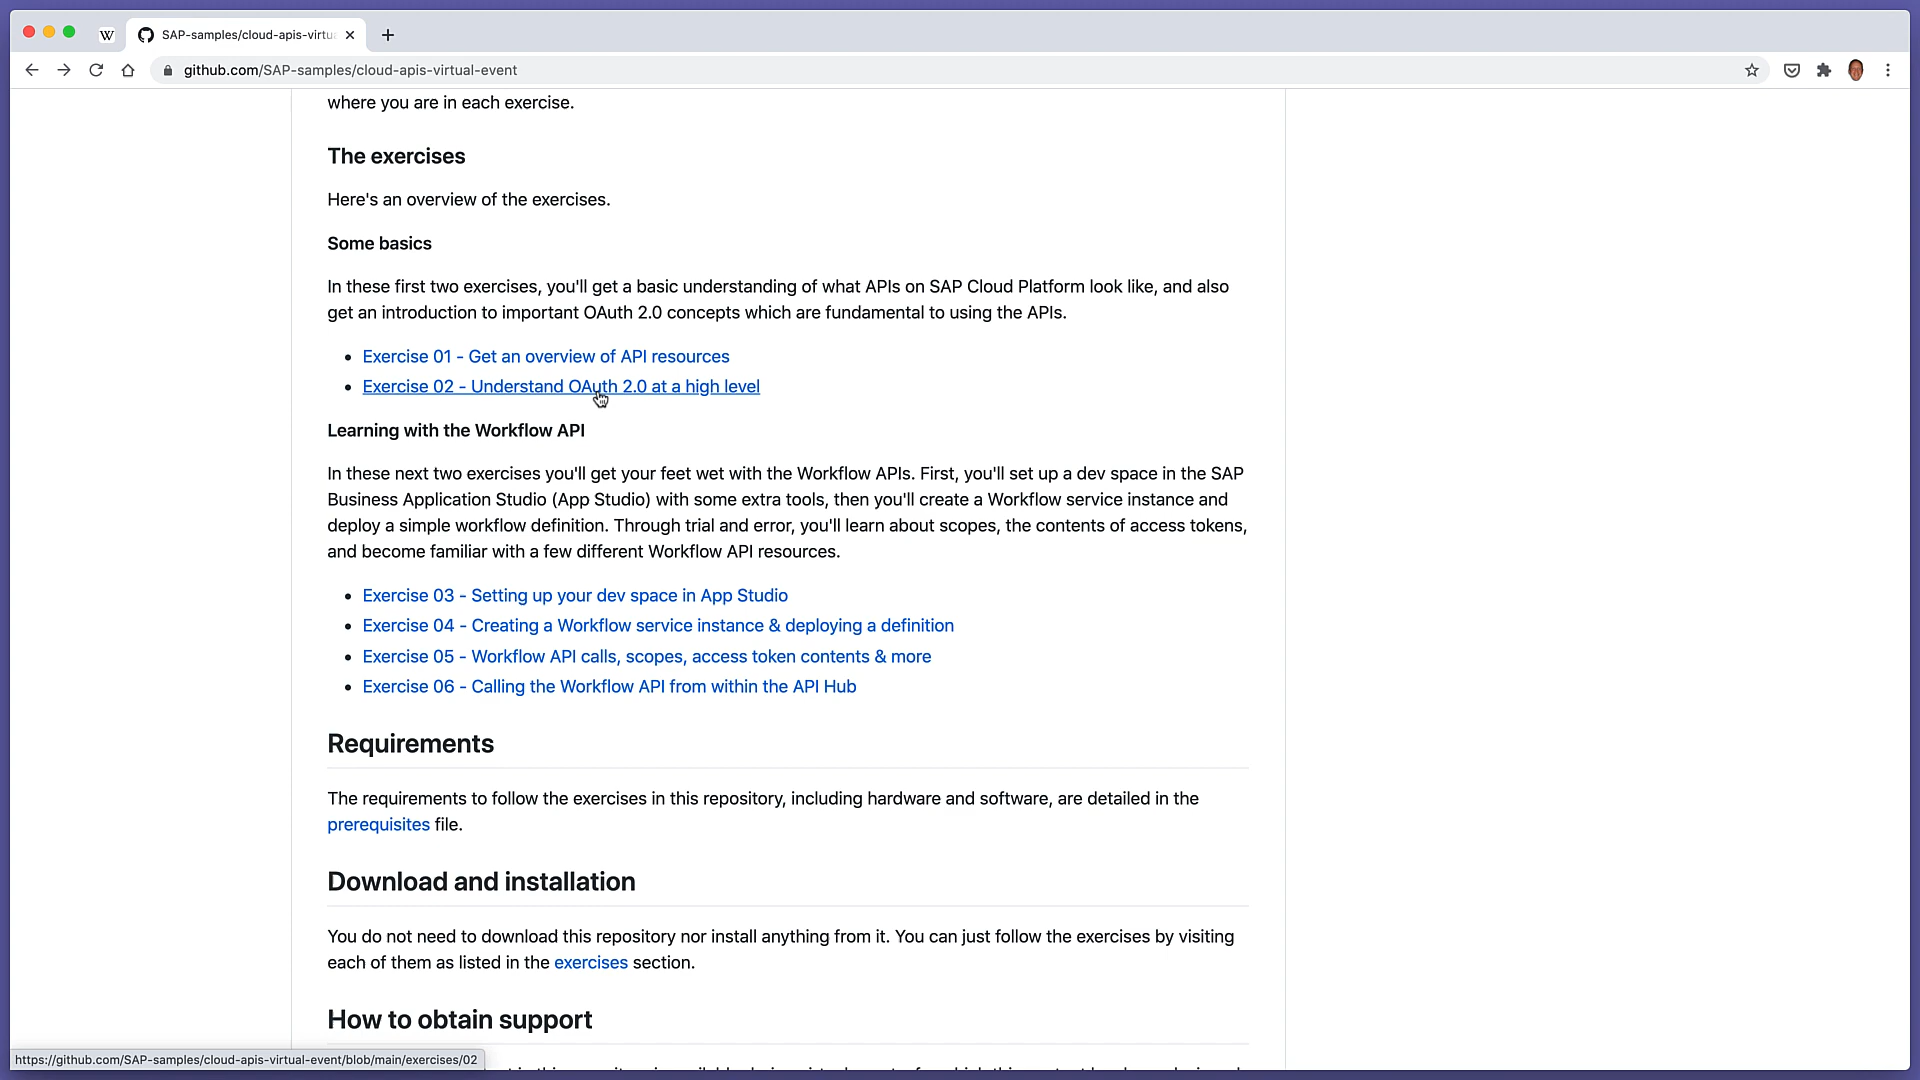 W
SAP-samples/cloud-apis-virtu
github.com/SAP-samples/cloud-apis-virtual-event
where you are in each exercise.
The exercises
Here's an overview of the exercises.
Some basics
In these first two exercises, you'll get a basic understanding of what APIs on SAP Cloud Platform look like, and also
get an introduction to important OAuth 2.0 concepts which are fundamental to using the APIs.
• Exercise 01 - Get an overview of API resources
• Exercise 02 - Understand OAuth 2.0 at a high level
Learning with the Workflow API
In these next two exercises you'll get your feet wet with the Workflow APIs. First, you'll set up a dev space in the SAP
Business Application Studio (App Studio) with some extra tools, then you'll create a Workflow service instance and
deploy a simple workflow definition. Through trial and error, you'll learn about scopes, the contents of access tokens,
and become familiar with a few different Workflow API resources.
• Exercise 03 - Setting up your dev space in App Studio
• Exercise 04 - Creating a Workflow service instance & deploying a definition
• Exercise 05 - Workflow API calls, scopes, access token contents & more
• Exercise 06 - Calling the Workflow API from within the API Hub
Requirements
The requirements to follow the exercises in this repository, including hardware and software, are detailed in the
prerequisites file.
Download and installation
You do not need to download this repository nor install anything from it. You can just follow the exercises by visiting
each of them as listed in the exercises section.
How to obtain support
https://github.com/SAP-samples/cloud-apis-virtual-event/blob/main/exercises/02